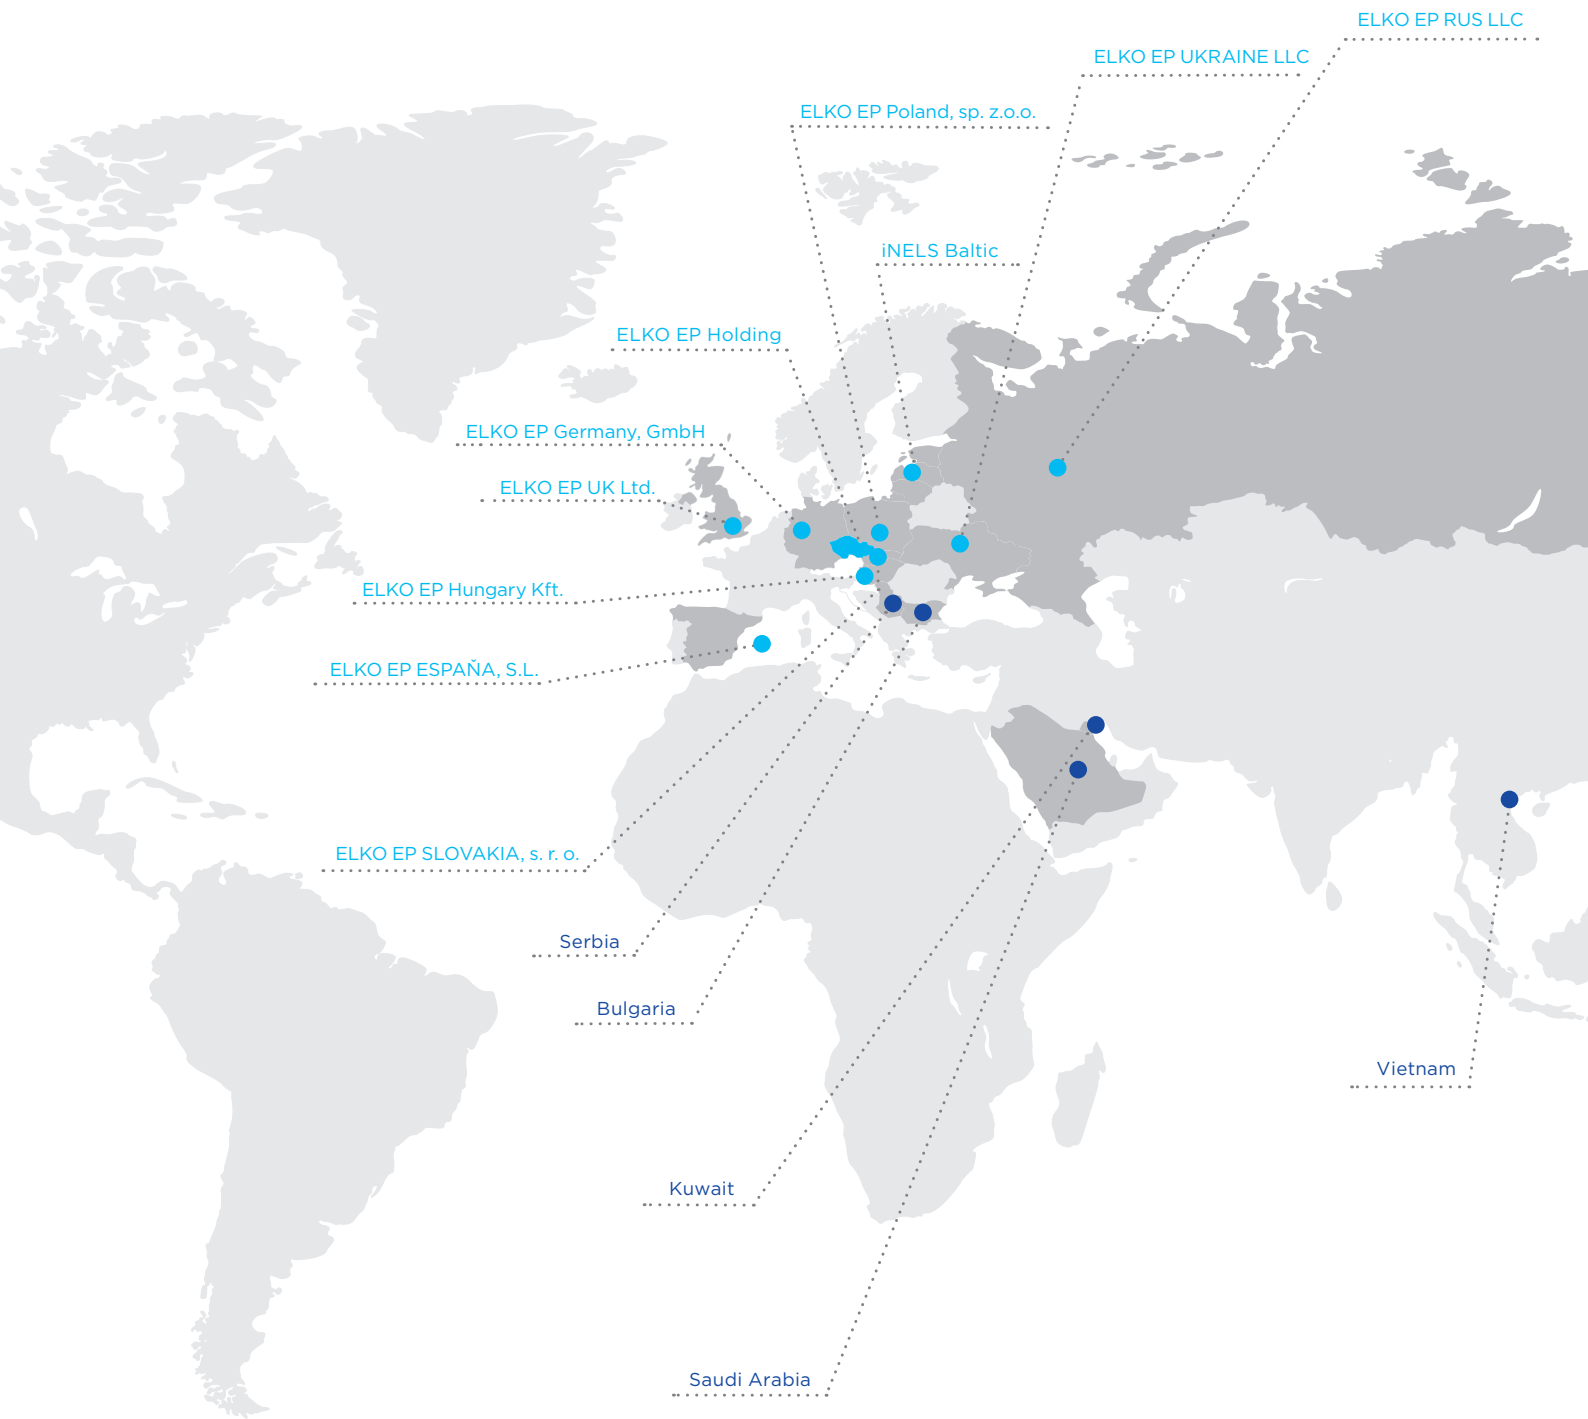 ELKO EP RUS LLC
ELKO EP UKRAINE LLC
ELKO EP Poland, sp. z.o.o.
iNELS Baltic
ELKO EP Holding
ELKO EP Germany, GmbH
ELKO EP UK Ltd.
ELKO EP Hungary Kft.
ELKO EP ESPAŇA, S.L.
ELKO EP SLOVAKIA, s. r. o.
Serbia
Bulgaria
Vietnam
Kuwait
Saudi Arabia